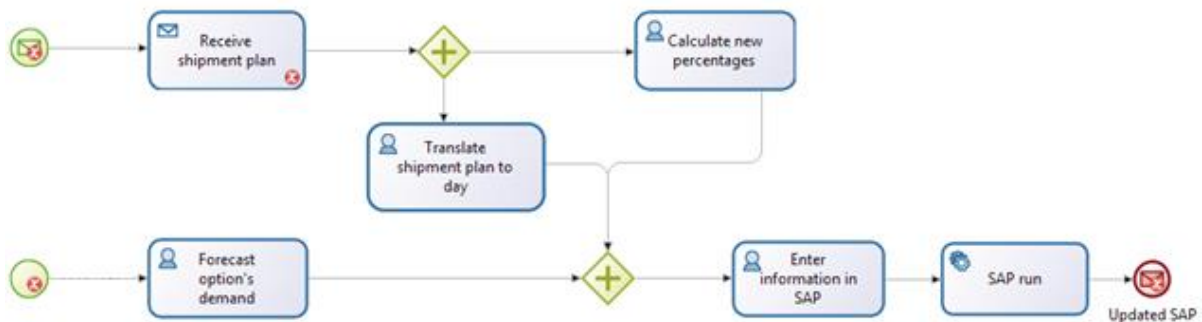 Receive
shipment plan
Calculate new
percentages
Translate
shipment plan to
day
Forecast
option's
demand
Enter
information in
SAP
SAP run
Updated SAP